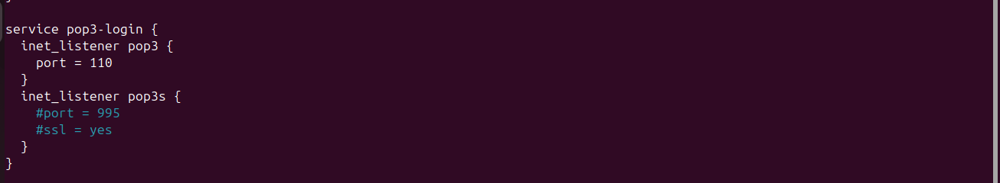 service pop3-login {
  inet_listener pop3 {
    port = 110
  }
  inet_listener pop3s {
    #port = 995
    #ssl = yes
  }
}